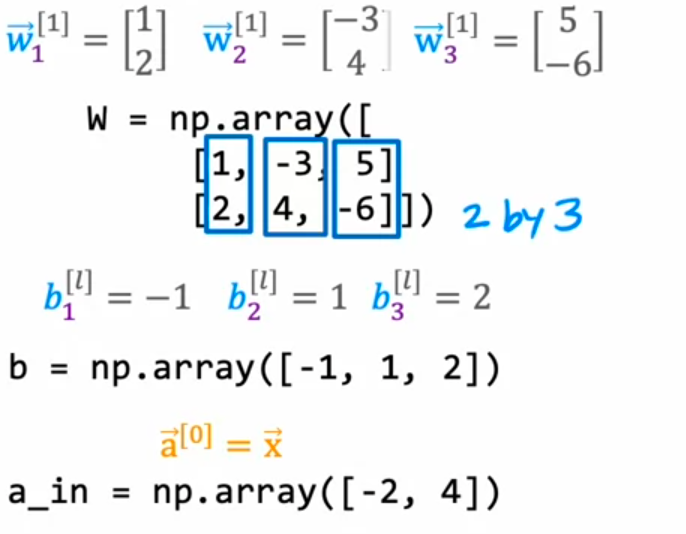 w⃗₁^[1] = [1 2] w⃗₂^[1] = [−3 4] w⃗₃^[1] = [5 −6]
W = np.array([
[1, -3, 5]
[2, 4, -6]]) 2 by 3
b₁^[l] = −1 b₂^[l] = 1 b₃^[l] = 2
b = np.array([-1, 1, 2])
a⃗^[0] = x⃗
a_in = np.array([-2, 4])